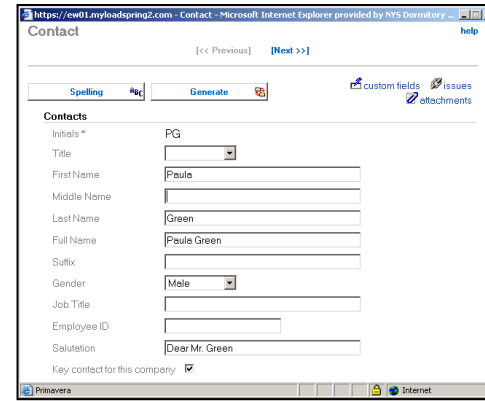 https://ew01.myloadspring2.com - Contact - Microsoft Internet Explorer provided by NYS Dormitory ...
Contact help
[<< Previous] [Next >>]
Spelling ABC Generate custom fields issues
attachments
Contacts
Initials * PG
Title
First Name Paula
Middle Name
Last Name Green
Full Name Paula Green
Suffix
Gender Male
Job Title
Employee ID
Salutation Dear Mr. Green
Key contact for this company
Primavera Internet